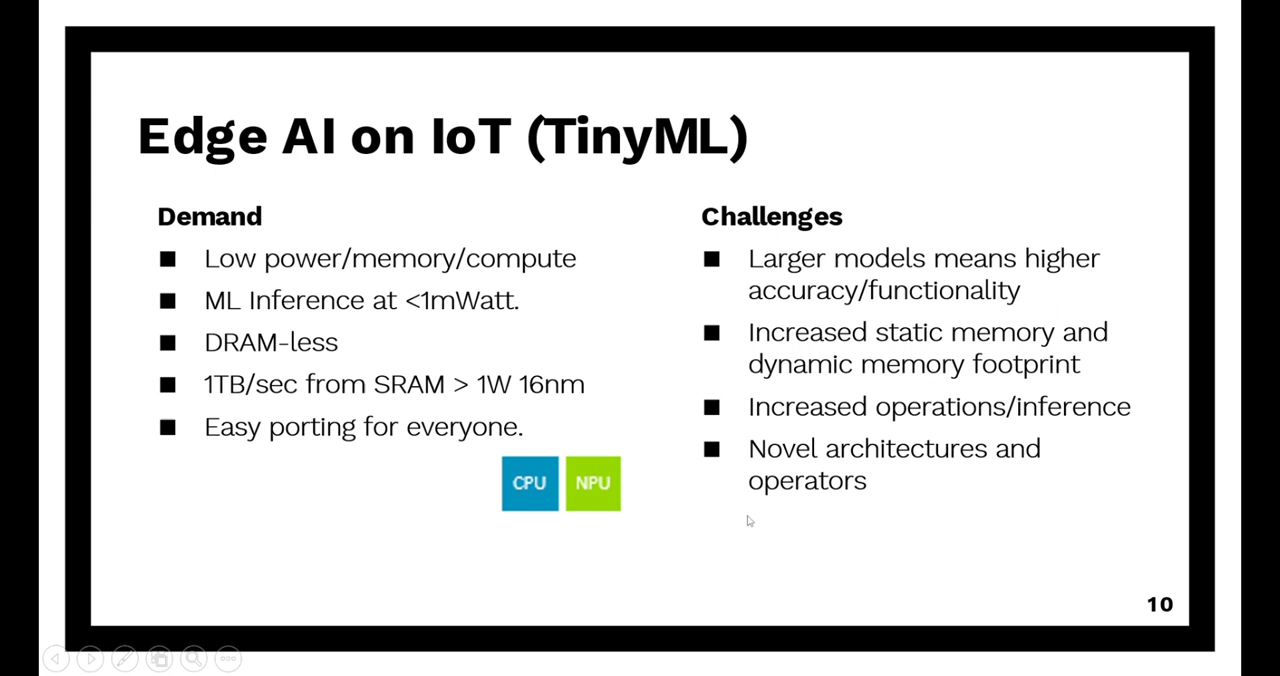 Edge AI on IoT (TinyML)
Demand
Low power/memory/compute
ML Inference at <1mWatt.
DRAM-less
1TB/sec from SRAM > 1W 16nm
Easy porting for everyone.
CPU NPU
Challenges
Larger models means higher
accuracy/functionality
Increased static memory and
dynamic memory footprint
Increased operations/inference
Novel architectures and
operators
10